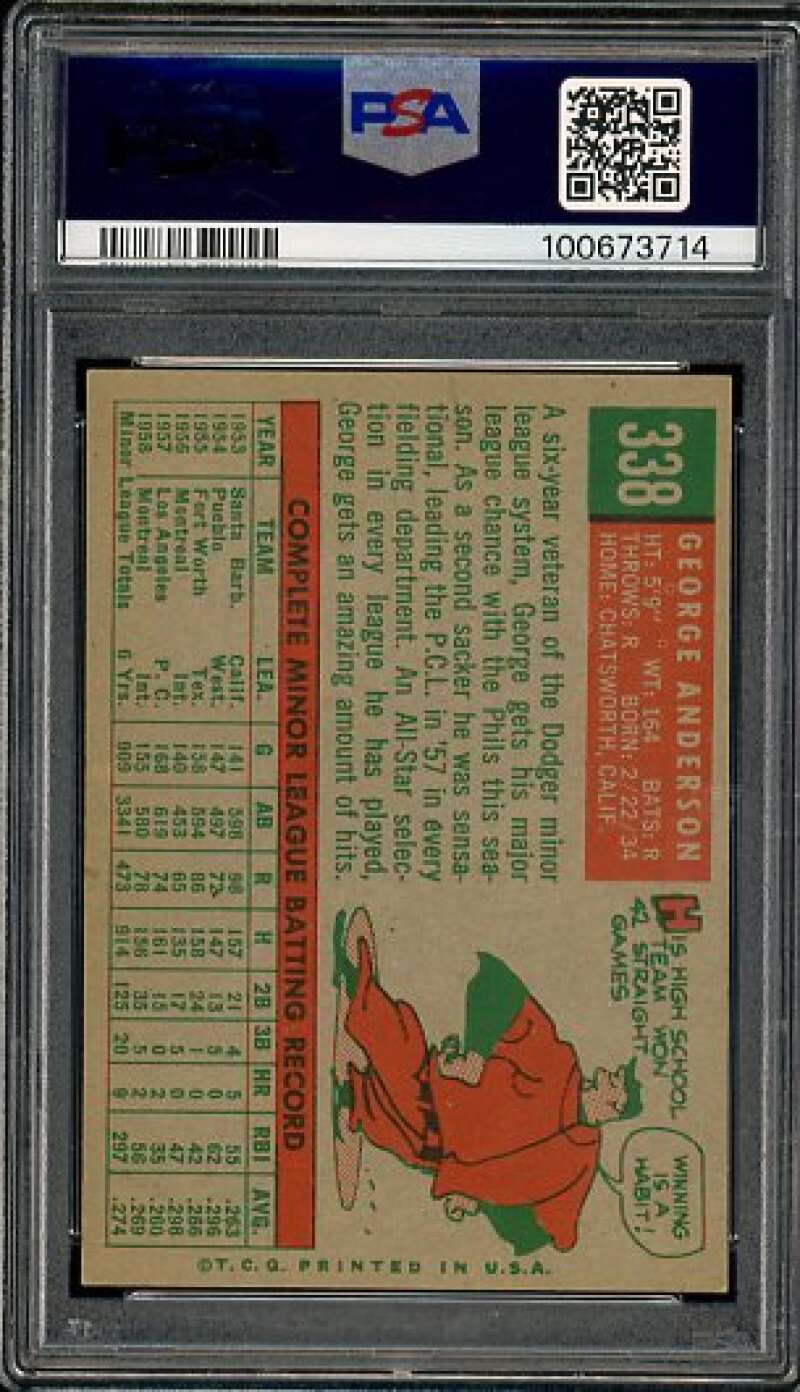 PSA
100673714
338
GEORGE ANDERSON
HT: 5'9" WT: 164 BATS: R
THROWS: R BORN: 2/22/34
HOME: CHATSWORTH, CALIF.
A six-year veteran of the Dodger minor
league system, George gets his major
league chance with the Phils this sea-
son. As a second sacker he was sensa-
tional, leading the P.C.L. in '57 in every
fielding department. An All-Star selec-
tion in every league he has played,
George gets an amazing amount of hits.
HIS HIGH SCHOOL
TEAM WON
42 STRAIGHT
GAMES
WINNING
IS A
HABIT!
COMPLETE MINOR LEAGUE BATTING RECORD
YEAR TEAM LEA. G AB R H 2B 3B HR RBI AVG.
1953 Santa Barb. Calif. 141 598 98 157 21 4 5 55 .263
1954 Pueblo West. 147 497 72 147 13 5 0 62 .296
1955 Fort Worth Tex. 158 594 86 158 24 1 0 42 .266
1956 Montreal Int. 140 453 65 135 17 5 0 47 .298
1957 Los Angeles P. C. 168 619 74 161 15 0 2 35 .260
1958 Montreal Int. 155 580 78 156 35 5 2 56 .269
Minor League Totals 6 Yrs. 909 3341 473 914 125 20 9 297 .274
©T.C.G. PRINTED IN U.S.A.